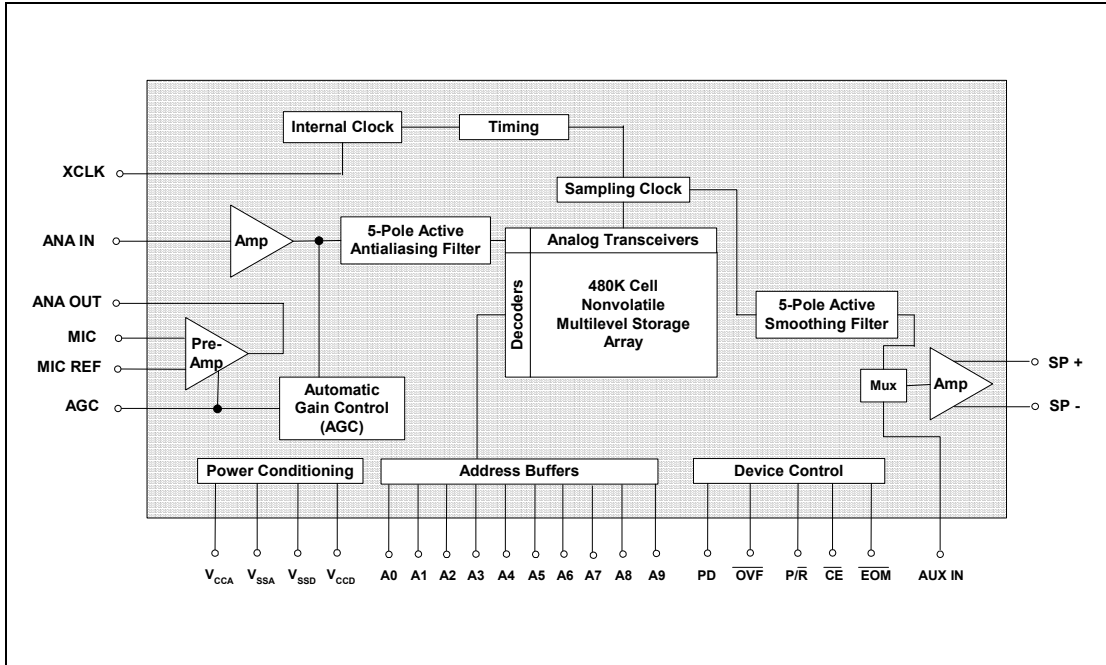 Internal Clock
Timing
XCLK
Sampling Clock
ANA IN
Amp
5-Pole Active
Antialiasing Filter
Analog Transceivers
Decoders
480K Cell
Nonvolatile
Multilevel Storage
Array
ANA OUT
MIC
MIC REF
AGC
Pre-
Amp
Automatic
Gain Control
(AGC)
5-Pole Active
Smoothing Filter
Mux
Amp
SP +
SP -
Power Conditioning
Address Buffers
Device Control
VCCA VSSA VSSD VCCD A0 A1 A2 A3 A4 A5 A6 A7 A8 A9 PD O̅V̅F̅ P/R̅ C̅E̅ E̅O̅M̅ AUX IN